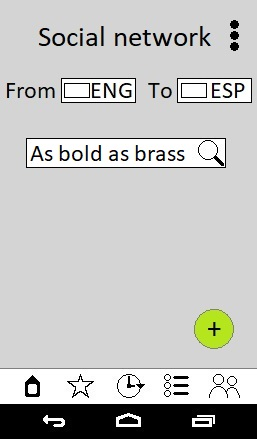 Social network
From ENG To ESP
As bold as brass
+